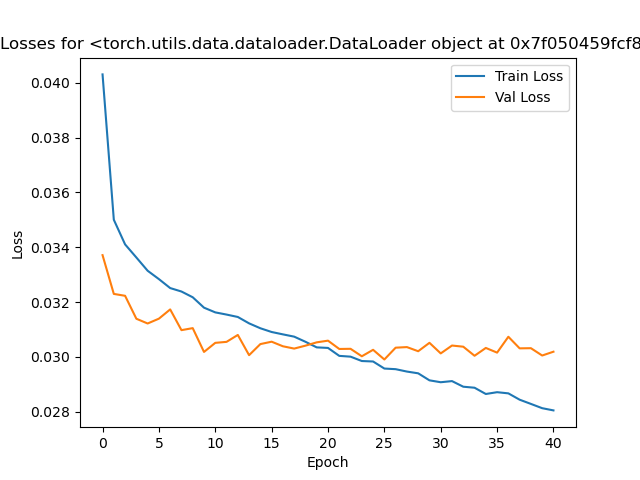 Losses for <torch.utils.data.dataloader.DataLoader object at 0x7f050459fcf8
Train Loss
Val Loss
0.040
0.038
0.036
0.034
0.032
0.030
0.028
Loss
0 5 10 15 20 25 30 35 40
Epoch